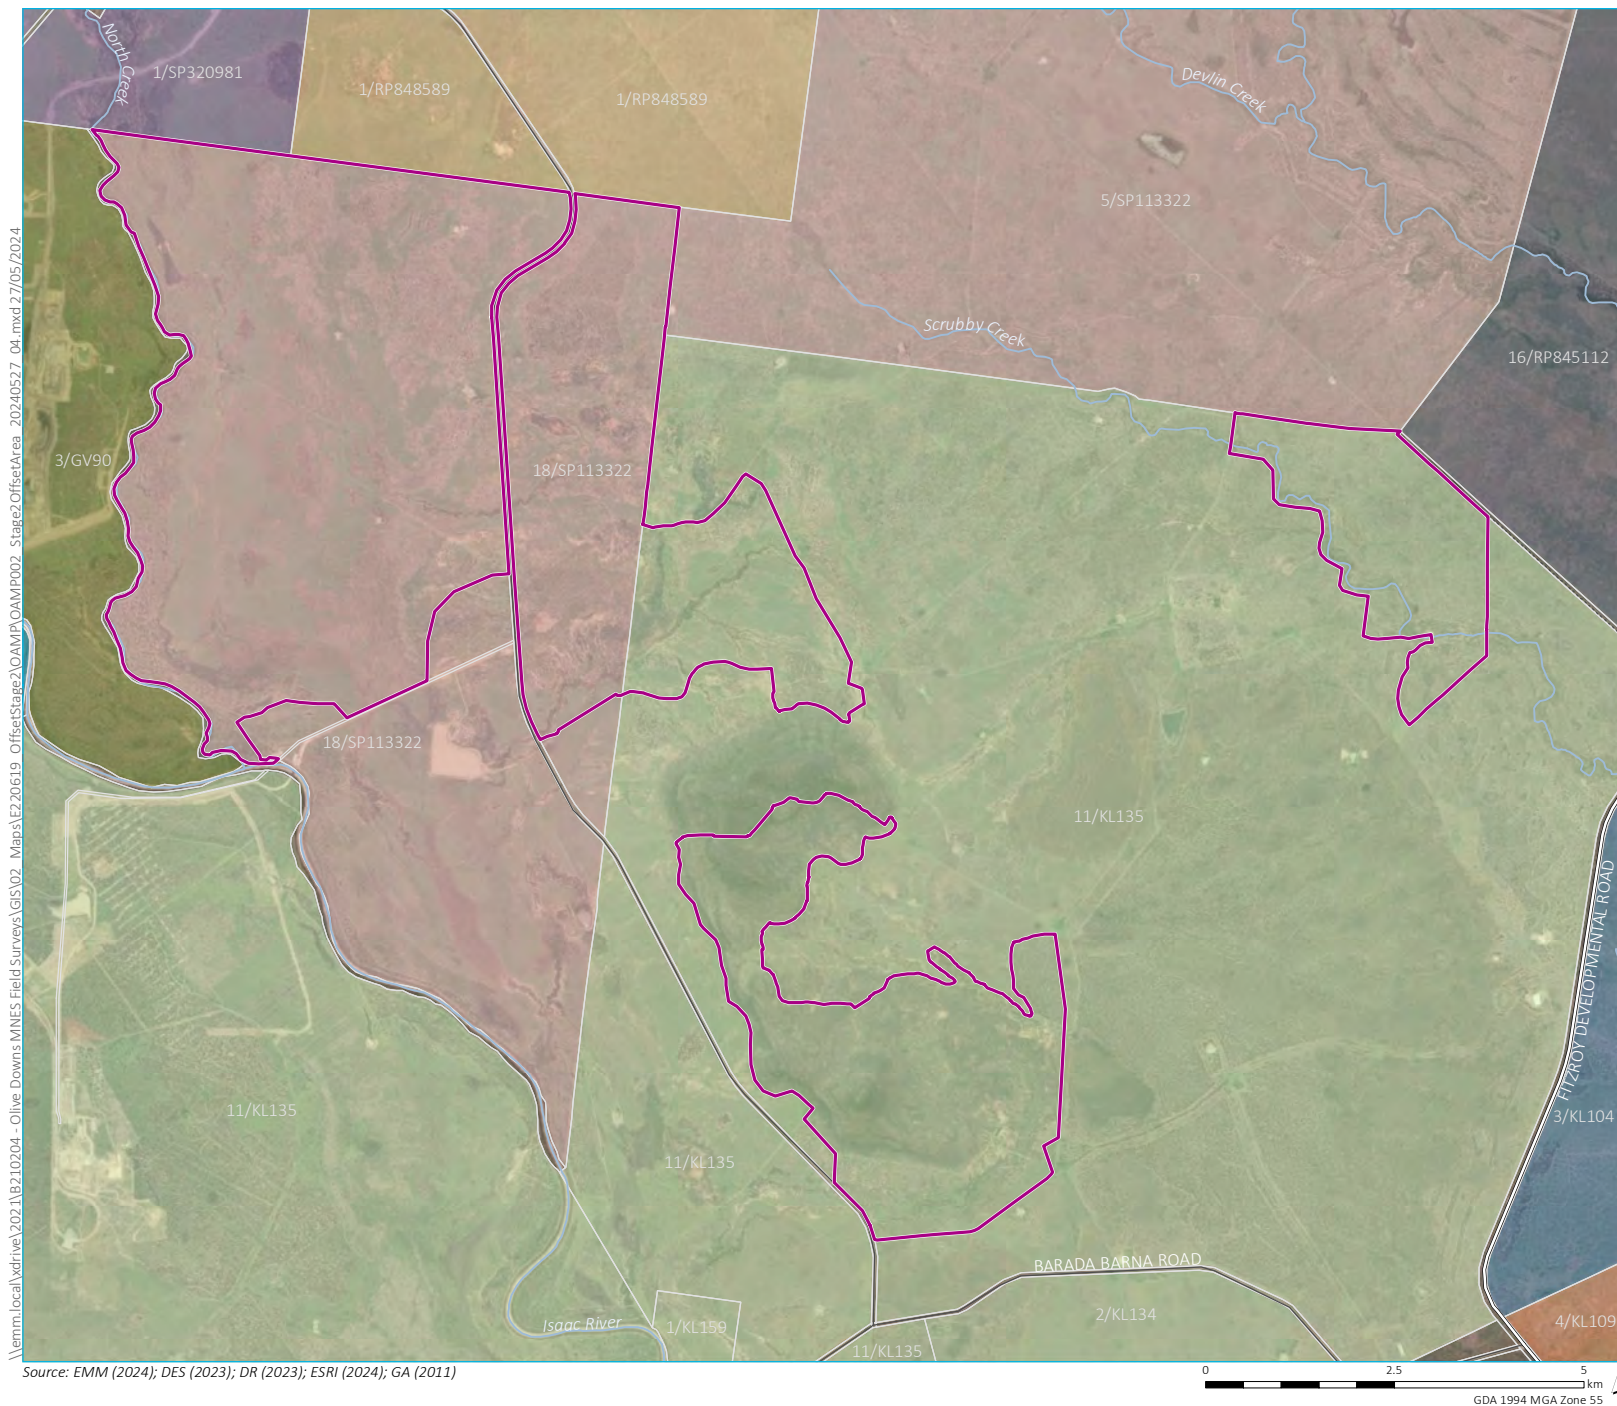 North Creek
1/SP320981
1/RP848589
1/RP848589
Devlin Creek
5/SP113322
Scrubby Creek
16/RP845112
3/GV90
18/SP113322
18/SP113322
11/KL135
FITZROY DEVELOPMENTAL ROAD
3/KL104
11/KL135
11/KL135
BARADA BARNA ROAD
2/KL134
Isaac River
1/KL159
11/KL135
4/KL109
\\emm.local\xdrive\2021\B210204 - Olive Downs MNES Field Surveys\GIS\02_Maps\E220619_OffsetStage2\OAMP\OAMP002_Stage2OffsetArea_20240527_04.mxd 27/05/2024
Source: EMM (2024); DES (2023); DR (2023); ESRI (2024); GA (2011)
0 2.5 5
km
GDA 1994 MGA Zone 55